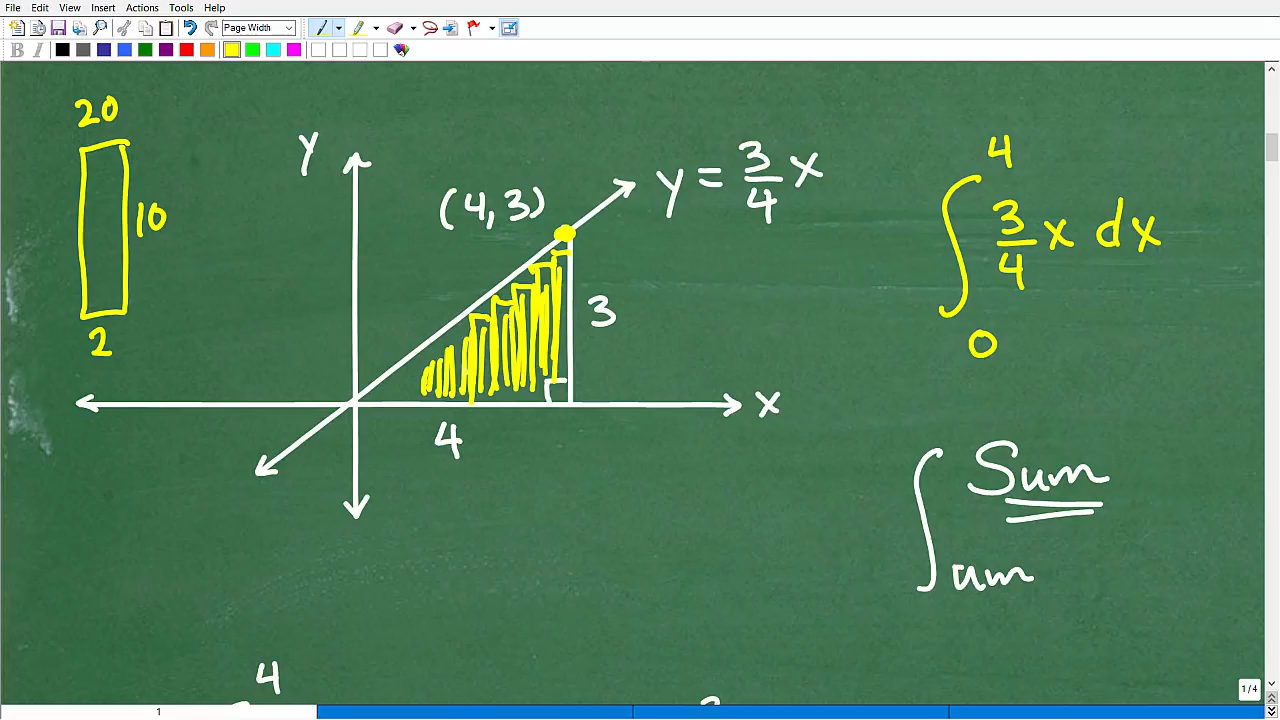 File Edit View Insert Actions Tools Help
Page Width
B I
20
10
2
y
(4,3)
y = 3/4 x
3
4
x
∫ 4 0 3/4 x dx
Sum
∫um
4
1/4
1